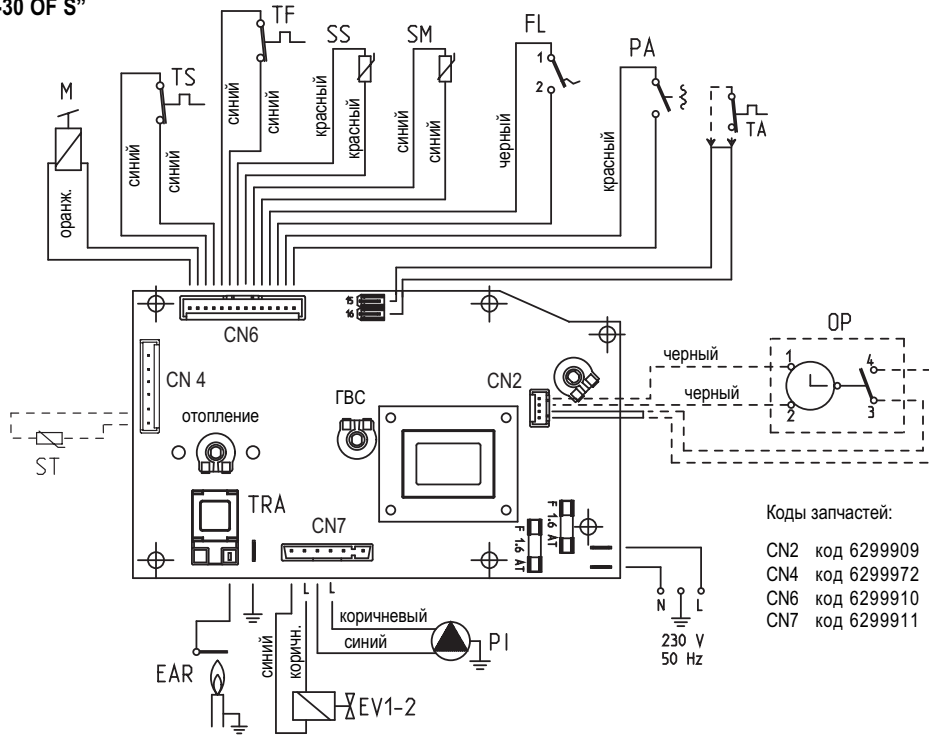 -30 OF S”
TF
SS
SM
FL
PA
M
TS
TA
1
2
синий
синий
красный
красный
синий
синий
черный
красный
синий
синий
оранж.
15
16
CN6
CN 4
CN2
ГВС
отопление
ST
TRA
CN7
F 1.6 AT
F 1.6 AT
OP
1
2
4
3
черный
черный
L
L
коричневый
синий
PI
синий
коричн.
EAR
EV1-2
N
L
230 V
50 Hz
Коды запчастей:
CN2 код 6299909
CN4 код 6299972
CN6 код 6299910
CN7 код 6299911